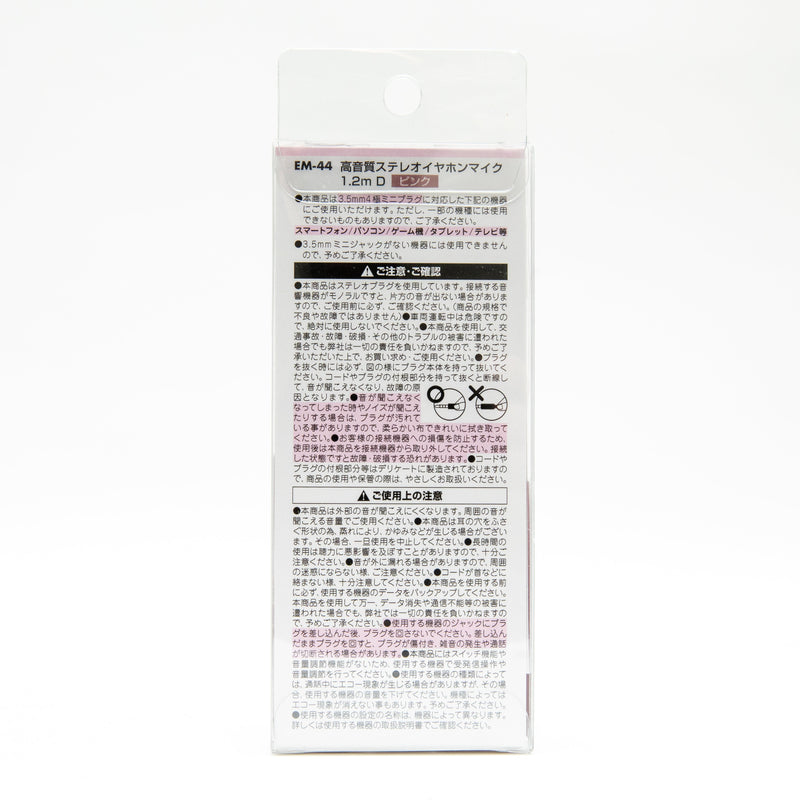 EM-44 高音質ステレオイヤホンマイク
1.2m D ピンク
●本商品は3.5mm4極ミニプラグに対応した下記の機器
にご使用いただけます。ただし、一部の機種には使用で
きないものもありますので、ご了承ください。
スマートフォン/パソコン/ゲーム機/タブレット/テレビ等
●3.5mmミニジャックがない機器には使用できません
ので、予めご了承ください。
ご注意・ご確認
●本商品はステレオプラグを使用しています。接続する音
響機器がモノラルですと、片方の音が出ない場合がありま
すので、ご使用前に必ず、ご確認ください。(商品の規格で
不良や故障ではありません)●車両運転中は危険ですの
で、絶対に使用しないでください。●本商品を使用して、交
通事故・故障・破損・その他のトラブルの被害に遭われた
場合でも弊社は一切の責任を負いかねますので、予めご了
承いただいた上で、お買い求め・ご使用ください。●プラグ
を抜く時には必ず、図の様にプラグ本体を持って抜いてく
ださい。コードやプラグの付根部分を持って抜くと断線し
て、音が聞こえなくなり、故障の原
因となります。●音が聞こえなく
なってしまった時やノイズが聞こえ
たりする場合は、プラグが汚れて
いる事がありますので、柔らかい布できれいに拭き取って
ください。●お客様の接続機器への損傷を防止するため、
使用後は本商品を接続機器から取り外してください。接続
した状態ですと故障・破損する恐れがあります。●コードや
プラグの付根部分等はデリケートに製造されておりますの
で、商品の使用や保管の際は、やさしくお取扱いください。
ご使用上の注意
●本商品は外部の音が聞こえにくくなります。周囲の音が
聞こえる音量でご使用ください。●本商品は耳の穴をふさ
ぐ形状の為、蒸れにより、かゆみなどが生じる場合がござい
ます。その場合、一旦使用を中止してください。●長時間の
使用は聴力に悪影響を及ぼすことがありますので、十分ご
注意ください。●音が外に漏れる場合がありますので、周囲
の迷惑にならない様、ご注意ください。●コードが首などに
絡まない様、十分注意してください。●本商品を使用する前
に必ず、使用する機器のデータをバックアップしてください。
本商品を使用して万一、データ消失や通信不能等の被害に
遭われた場合でも、弊社では一切の責任を負いかねますの
で、予めご了承ください。●使用する機器のジャックにプラ
グを差し込んだ後、プラグを回さないでください。差し込ん
だままプラグを回すと、プラグが傷付き、雑音の発生や通話
が切断される場合があります。●本商品にはスイッチ機能や
音量調節機能がないため、使用する機器で受発信操作や
音量調節を行ってください。●使用する機器の種類によって
は、通話中にエコー現象が生じる場合がありますが、その場
合、使用する機器の音量を下げてください。機種によっては
エコー現象が消えない事もあります。予めご了承ください。
●使用する機器の設定の名称は、機器によって異なります。
詳しくは使用する機器の取扱説明書でご確認ください。